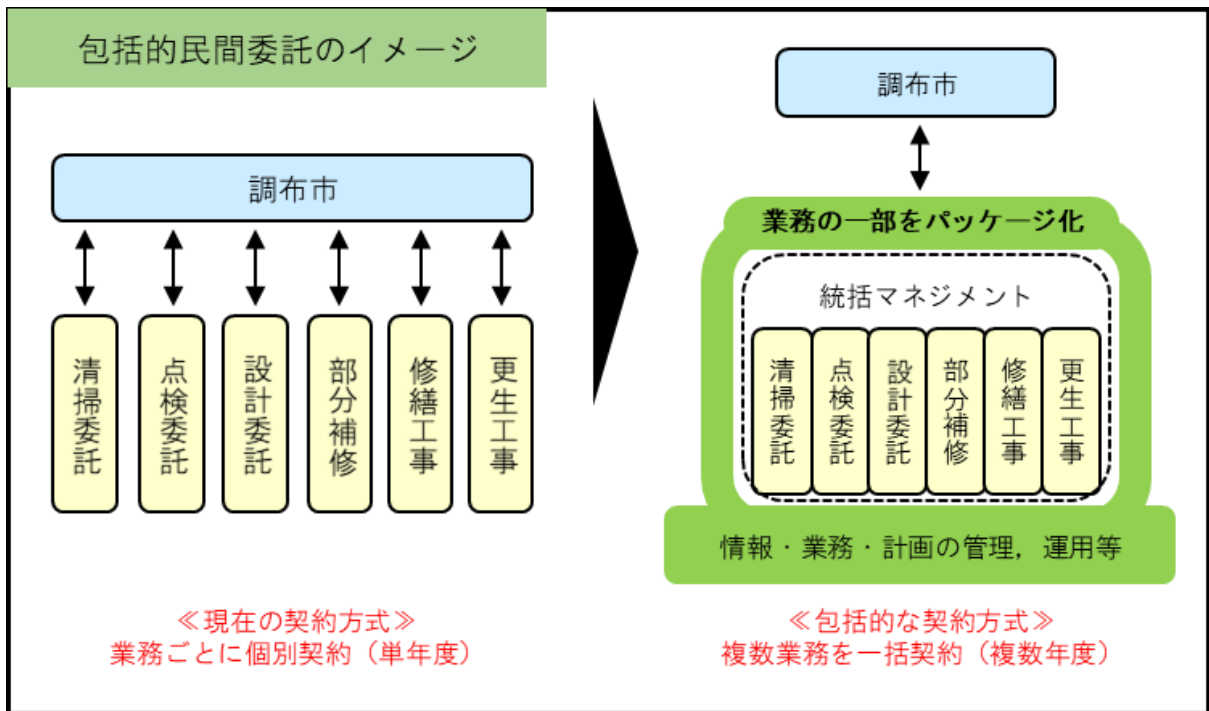 包括的民間委託のイメージ
調布市
清掃委託
点検委託
設計委託
部分補修
修繕工事
更生工事
≪現在の契約方式≫
業務ごとに個別契約（単年度）
調布市
業務の一部をパッケージ化
統括マネジメント
清掃委託
点検委託
設計委託
部分補修
修繕工事
更生工事
情報・業務・計画の管理，運用等
≪包括的な契約方式≫
複数業務を一括契約（複数年度）